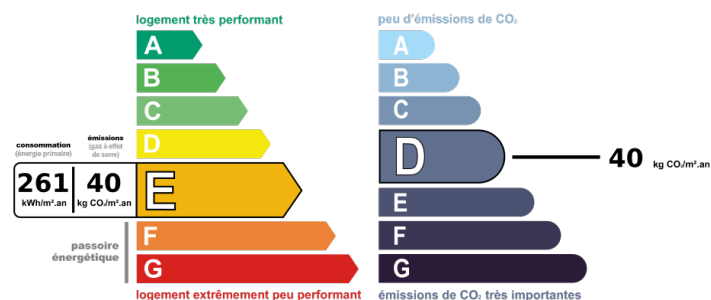 logement très performant
A
B
C
D
consommation
(énergie primaire)
émissions
(gaz à effet
de serre)
261
kWh/m².an
40
kg CO₂/m².an
E
F
G
passoire
énergétique
logement extrêmement peu performant
peu d'émissions de CO₂
A
B
C
D
40 kg CO₂/m².an
E
F
G
émissions de CO₂ très importantes